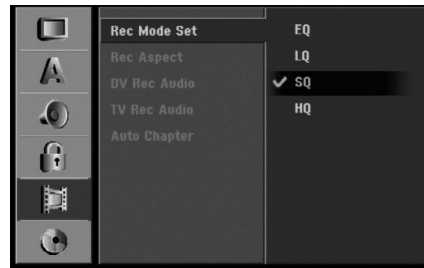 Rec Mode Set
Rec Aspect
DV Rec Audio
TV Rec Audio
Auto Chapter
EQ
LQ
SQ
HQ
A